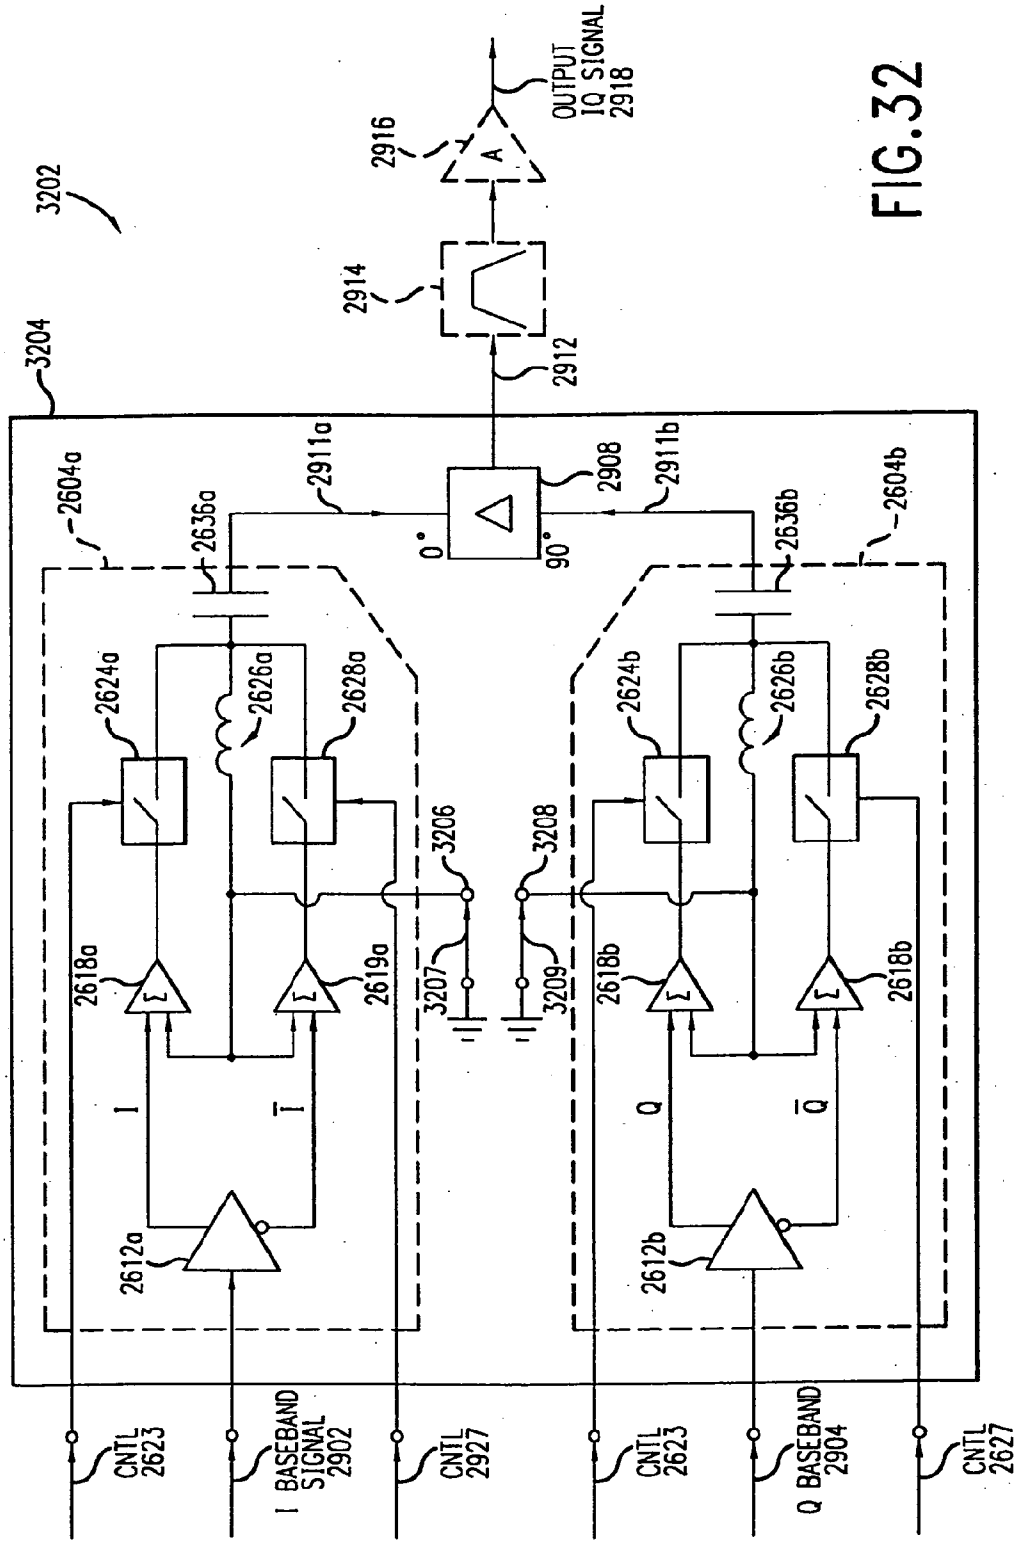 3202
3204
2604a
2636a
2911a
0°
2908
90°
2911b
2636b
2604b
2912
2914
2916
A
OUTPUT
IQ SIGNAL
2918
2624a
2626a
2628a
2618a
Σ
2619a
Σ
I
I̅
2612a
3206
3207
3208
3209
2624b
2626b
2628b
2618b
Σ
2618b
Σ
Q
Q̅
2612b
CNTL
2623
I BASEBAND
SIGNAL
2902
CNTL
2927
CNTL
2623
Q BASEBAND
2904
CNTL
2627
FIG.32